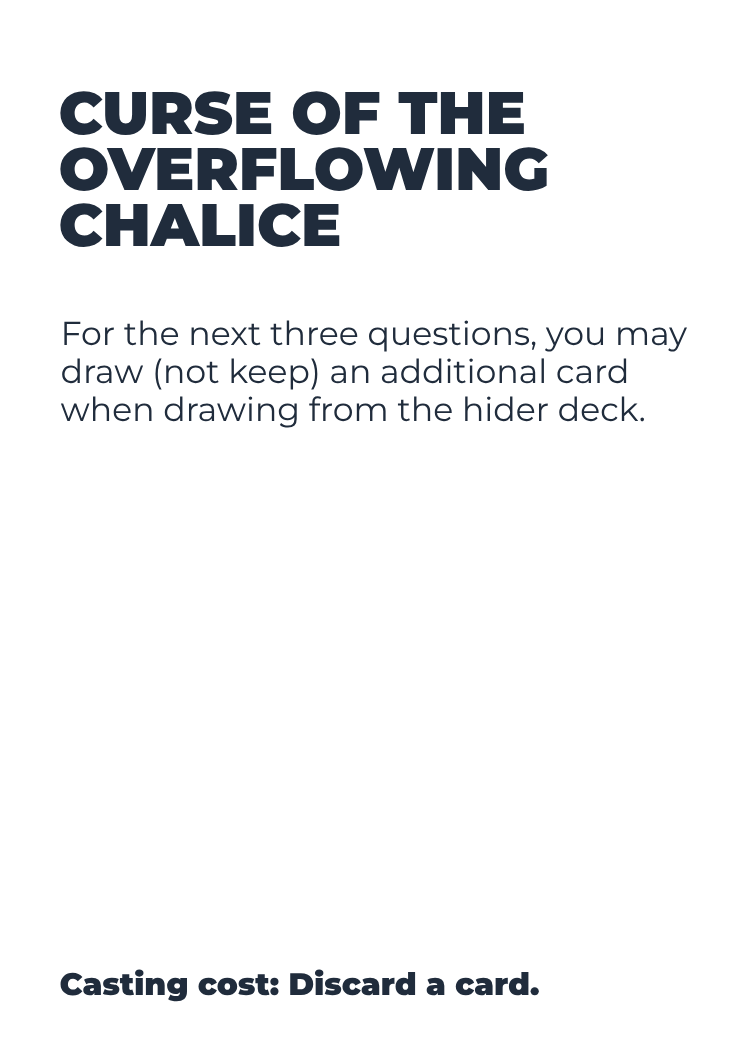 CURSE OF THE
OVERFLOWING
CHALICE
For the next three questions, you may
draw (not keep) an additional card
when drawing from the hider deck.
Casting cost: Discard a card.